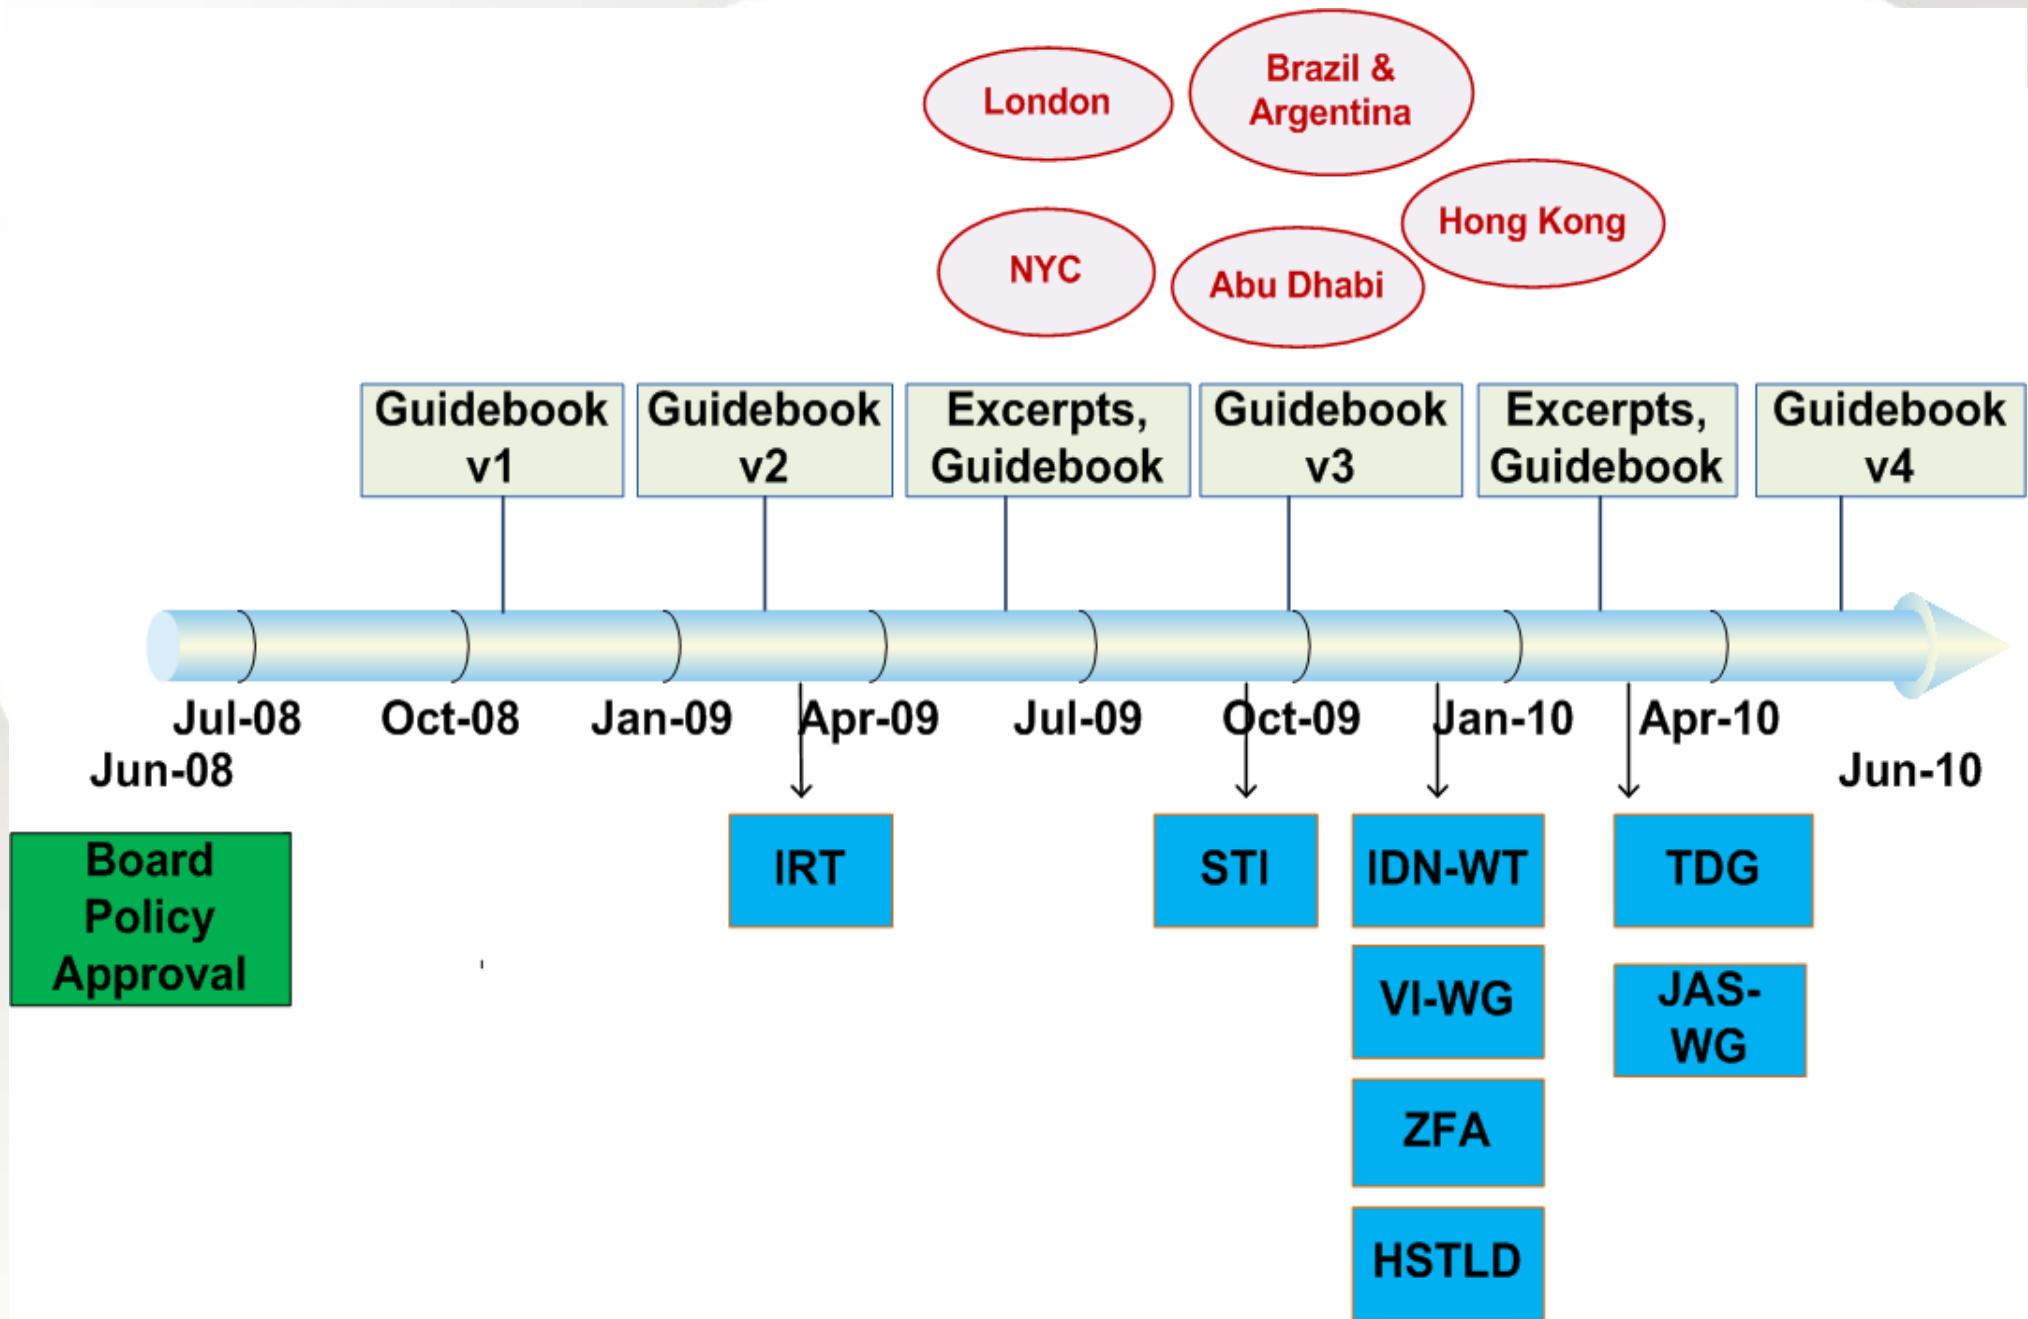 London
Brazil &
Argentina
Hong Kong
NYC
Abu Dhabi
Guidebook
v1
Guidebook
v2
Excerpts,
Guidebook
Guidebook
v3
Excerpts,
Guidebook
Guidebook
v4
Jul-08
Oct-08
Jan-09
Apr-09
Jul-09
Oct-09
Jan-10
Apr-10
Jun-08
Jun-10
Board
Policy
Approval
IRT
STI
IDN-WT
TDG
VI-WG
JAS-
WG
ZFA
HSTLD